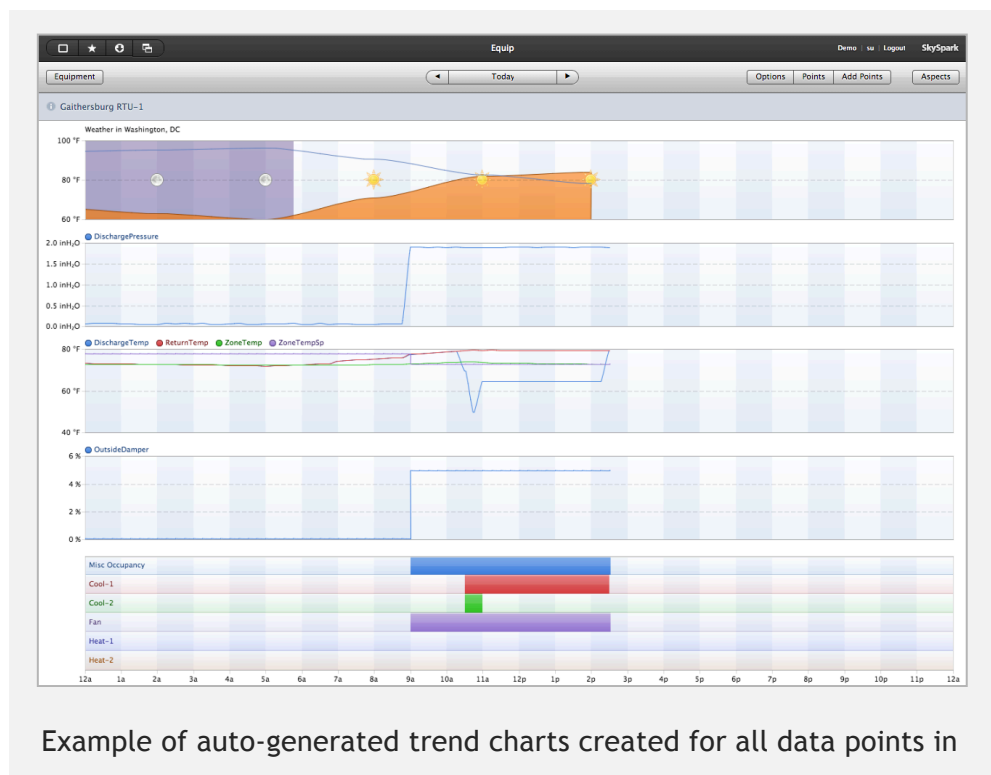 Equip
Demo su Logout SkySpark
Equipment
◄ Today ►
Options Points Add Points Aspects
Gaithersburg RTU-1
Weather in Washington, DC
100 °F
80 °F
60 °F
DischargePressure
2.0 inH₂O
1.5 inH₂O
1.0 inH₂O
0.5 inH₂O
0.0 inH₂O
DischargeTemp ReturnTemp ZoneTemp ZoneTempSp
80 °F
60 °F
40 °F
OutsideDamper
6 %
4 %
2 %
0 %
Misc Occupancy
Cool-1
Cool-2
Fan
Heat-1
Heat-2
12a 1a 2a 3a 4a 5a 6a 7a 8a 9a 10a 11a 12p 1p 2p 3p 4p 5p 6p 7p 8p 9p 10p 11p 12a
Example of auto-generated trend charts created for all data points in